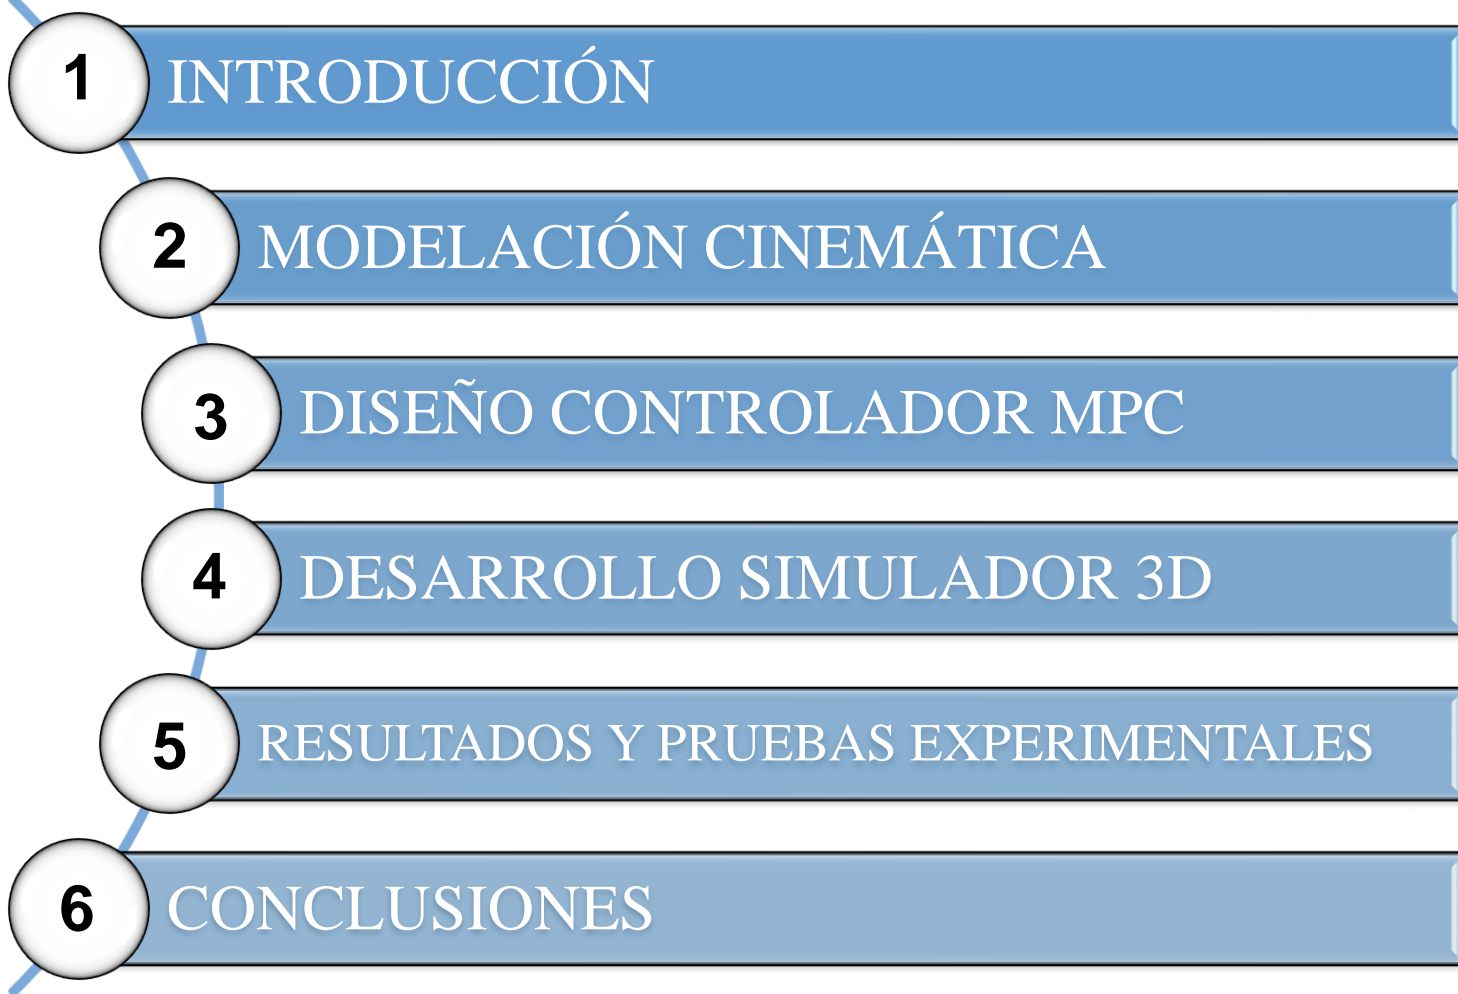 1 INTRODUCCIÓN
2 MODELACIÓN CINEMÁTICA
3 DISEÑO CONTROLADOR MPC
4 DESARROLLO SIMULADOR 3D
5 RESULTADOS Y PRUEBAS EXPERIMENTALES
6 CONCLUSIONES